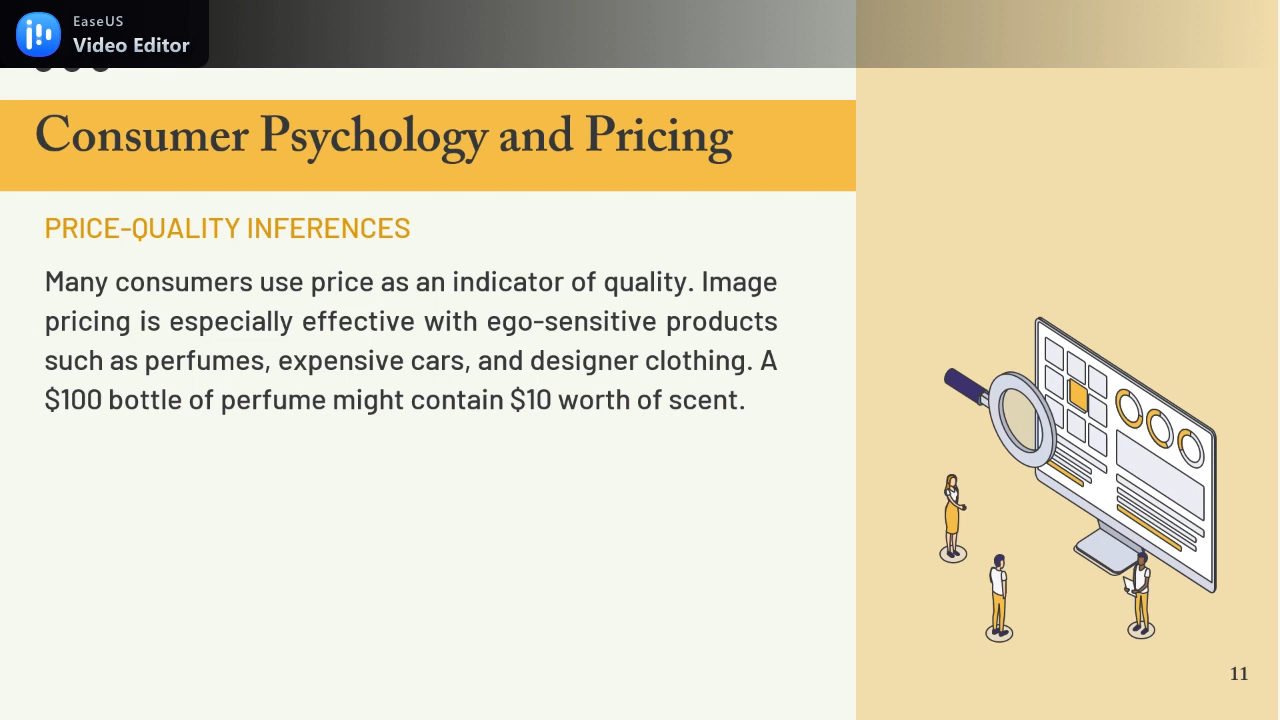 EaseUS
Video Editor
Consumer Psychology and Pricing
PRICE-QUALITY INFERENCES
Many consumers use price as an indicator of quality. Image
pricing is especially effective with ego-sensitive products
such as perfumes, expensive cars, and designer clothing. A
$100 bottle of perfume might contain $10 worth of scent.
11